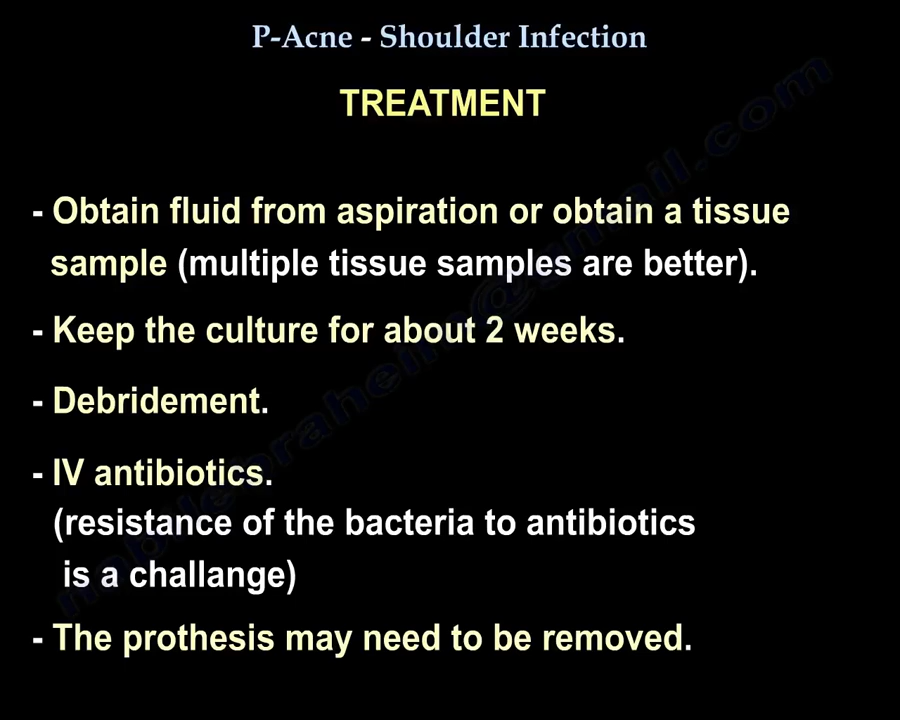 P-Acne - Shoulder Infection
TREATMENT
- Obtain fluid from aspiration or obtain a tissue
sample (multiple tissue samples are better).
- Keep the culture for about 2 weeks.
- Debridement.
- IV antibiotics.
(resistance of the bacteria to antibiotics
is a challange)
- The prothesis may need to be removed.